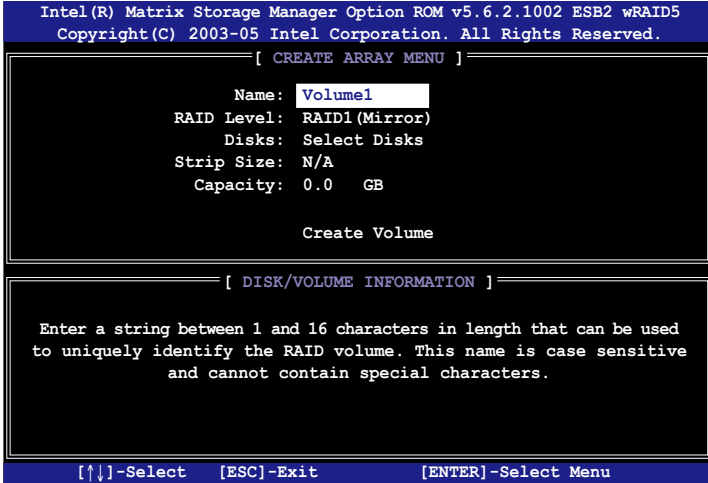 Intel(R) Matrix Storage Manager Option ROM v5.6.2.1002 ESB2 wRAID5
Copyright(C) 2003-05 Intel Corporation. All Rights Reserved.
[ CREATE ARRAY MENU ]
Name: Volume1
RAID Level: RAID1(Mirror)
Disks: Select Disks
Strip Size: N/A
Capacity: 0.0 GB
Create Volume
[ DISK/VOLUME INFORMATION ]
Enter a string between 1 and 16 characters in length that can be used
to uniquely identify the RAID volume. This name is case sensitive
and cannot contain special characters.
[↑↓]-Select [ESC]-Exit [ENTER]-Select Menu